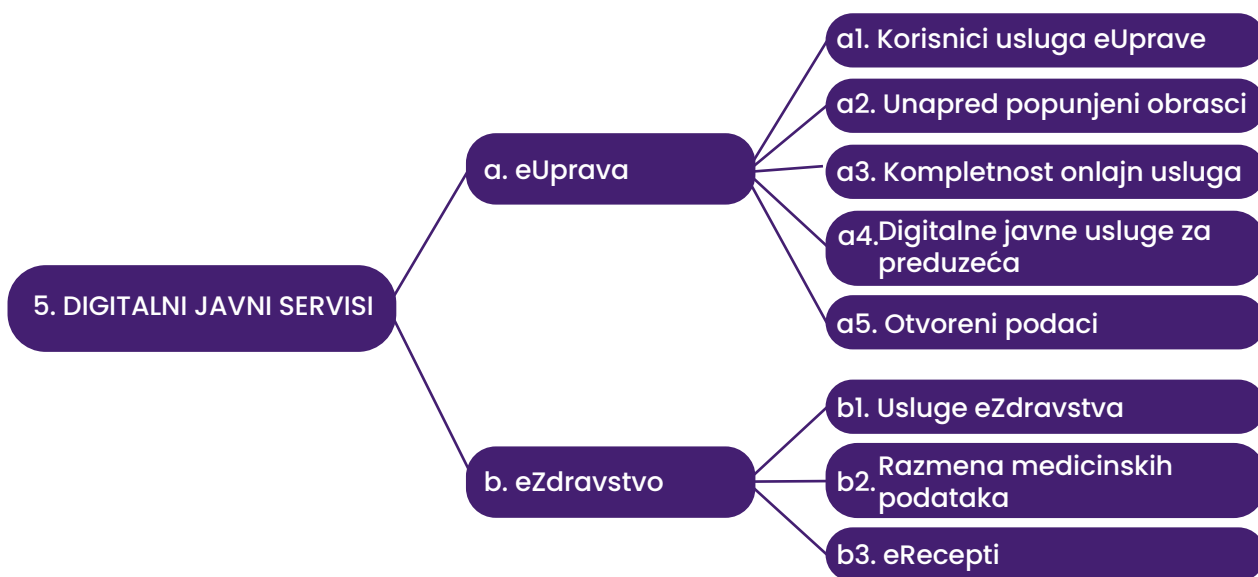 5. DIGITALNI JAVNI SERVISI
a. eUprava
a1. Korisnici usluga eUprave
a2. Unapred popunjeni obrasci
a3. Kompletnost onlajn usluga
a4. Digitalne javne usluge za
preduzeća
a5. Otvoreni podaci
b. eZdravstvo
b1. Usluge eZdravstva
b2. Razmena medicinskih
podataka
b3. eRecepti